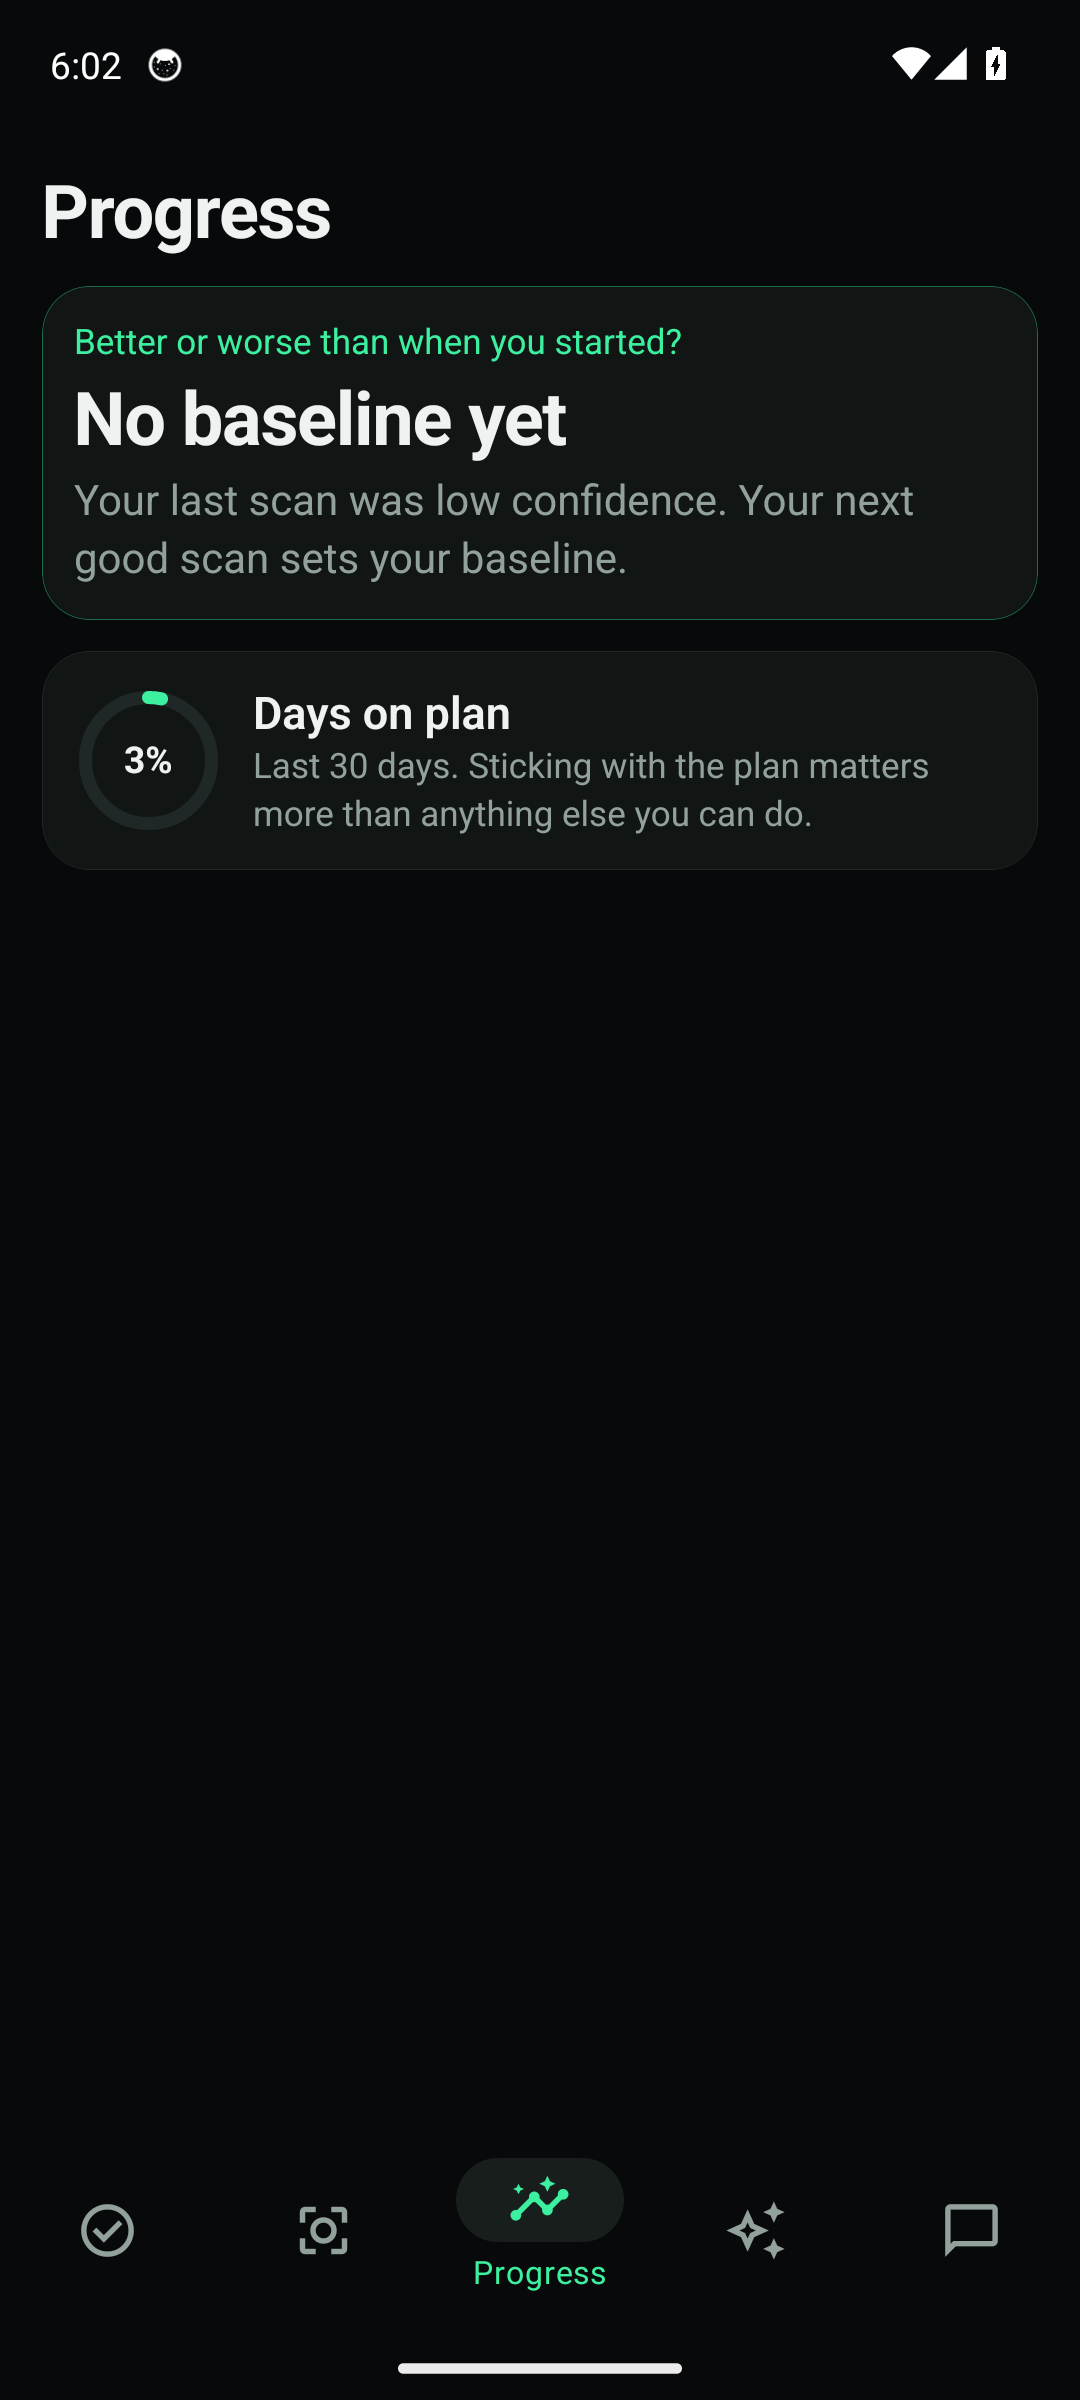 6:02
Progress
Better or worse than when you started?
No baseline yet
Your last scan was low confidence. Your next
good scan sets your baseline.
3%
Days on plan
Last 30 days. Sticking with the plan matters
more than anything else you can do.
Progress